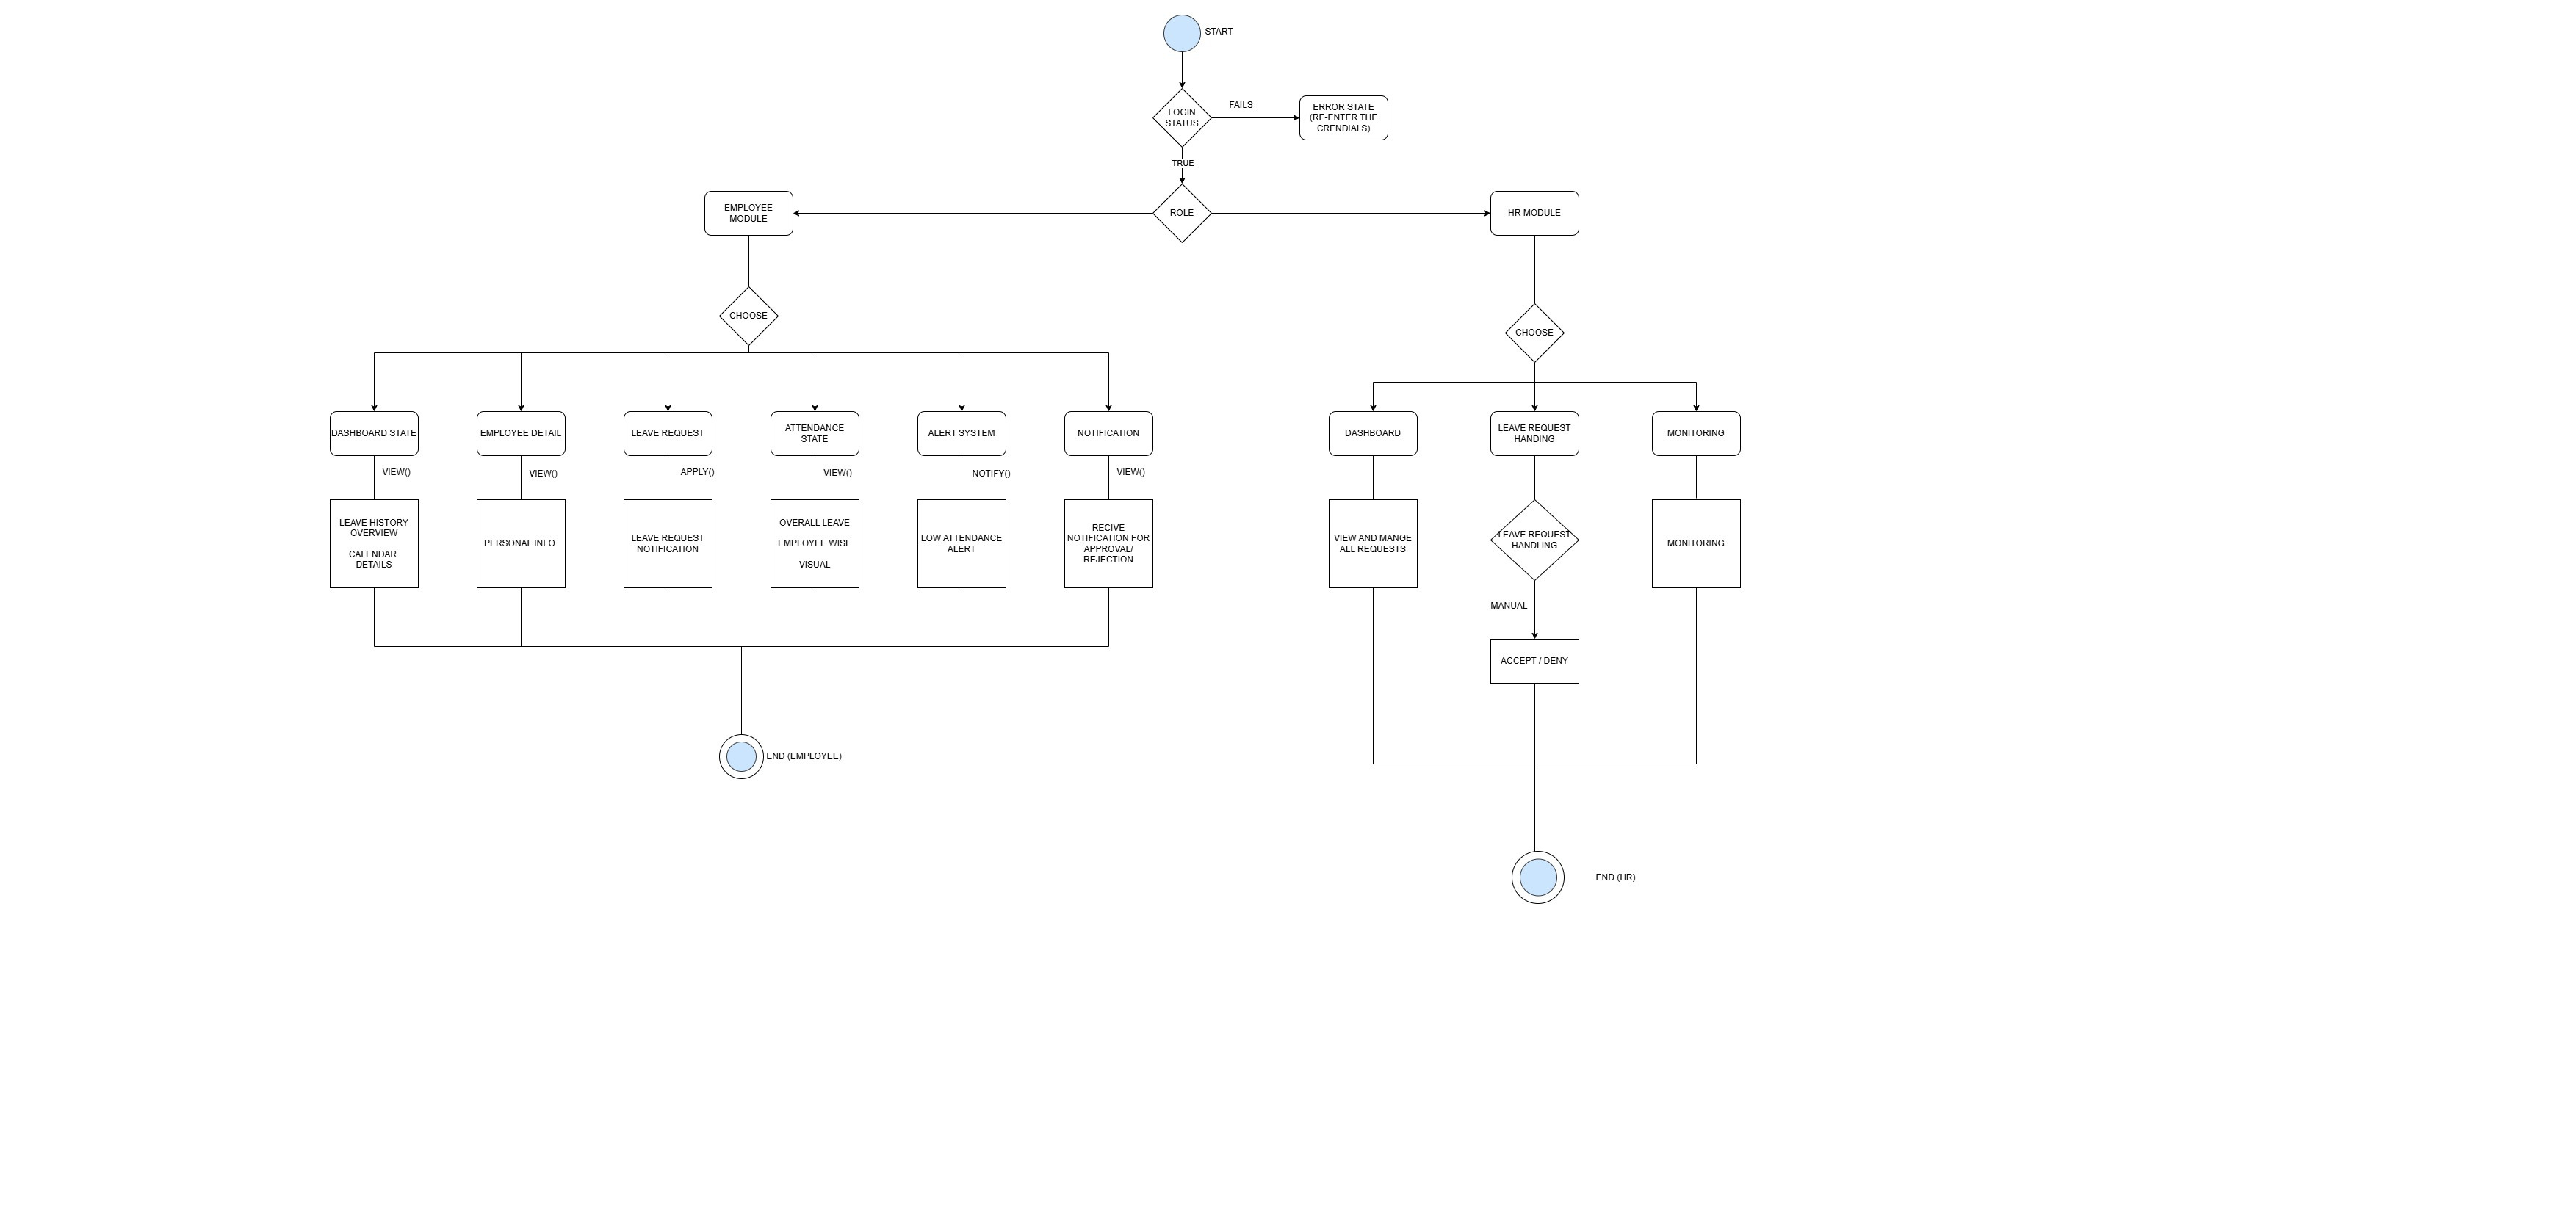 START
LOGIN
STATUS
FAILS
ERROR STATE
(RE-ENTER THE
CRENDIALS)
TRUE
EMPLOYEE
MODULE
ROLE
HR MODULE
CHOOSE
CHOOSE
DASHBOARD STATE
EMPLOYEE DETAIL
LEAVE REQUEST
ATTENDANCE
STATE
ALERT SYSTEM
NOTIFICATION
DASHBOARD
LEAVE REQUEST
HANDING
MONITORING
VIEW()
VIEW()
APPLY()
VIEW()
NOTIFY()
VIEW()
LEAVE HISTORY
OVERVIEW
CALENDAR
DETAILS
PERSONAL INFO
LEAVE REQUEST
NOTIFICATION
OVERALL LEAVE
EMPLOYEE WISE
VISUAL
LOW ATTENDANCE
ALERT
RECIVE
NOTIFICATION FOR
APPROVAL/
REJECTION
VIEW AND MANGE
ALL REQUESTS
LEAVE REQUEST
HANDLING
MONITORING
MANUAL
ACCEPT / DENY
END (EMPLOYEE)
END (HR)